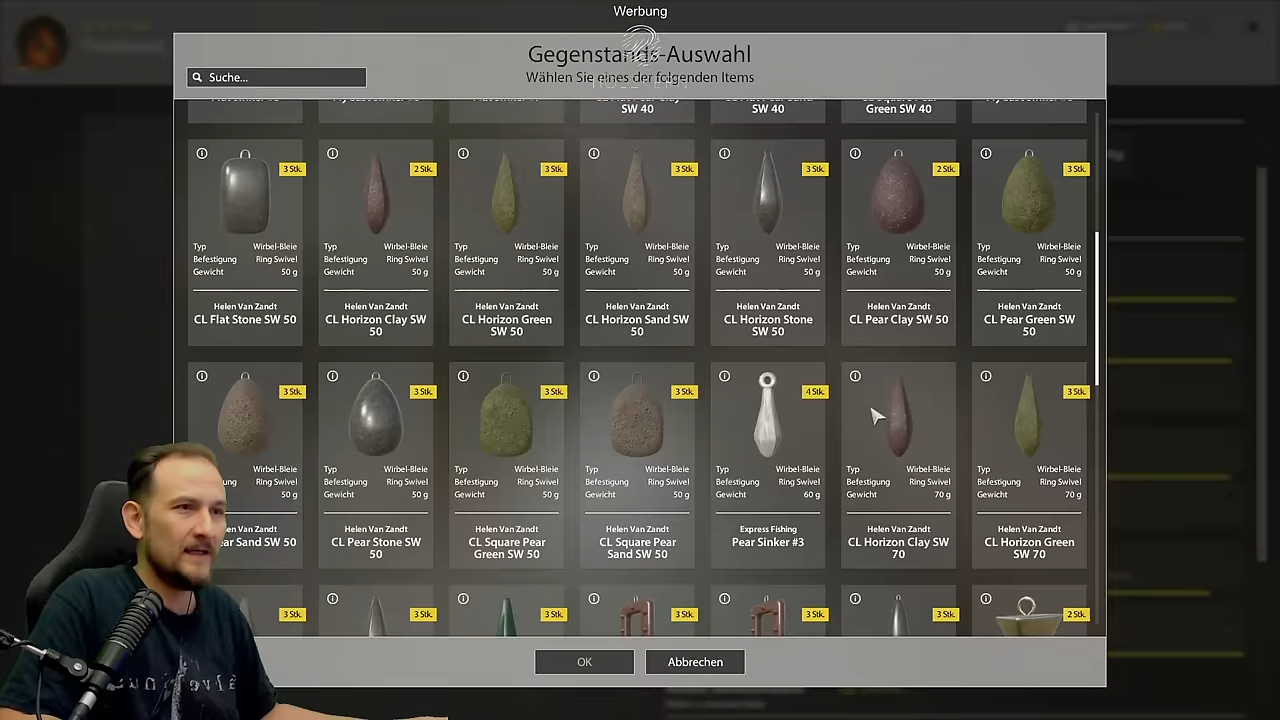 Werbung
Gegenstands-Auswahl
Suche...
Wählen Sie eines der folgenden Items
SW 40
SW 40
Green SW 40
3 Stk.
2 Stk.
3 Stk.
3 Stk.
3 Stk.
2 Stk.
3 Stk.
Typ Wirbel-Bleie
Befestigung Ring Swivel
Gewicht 50 g
Helen Van Zandt
CL Flat Stone SW 50
Typ Wirbel-Bleie
Befestigung Ring Swivel
Gewicht 50 g
Helen Van Zandt
CL Horizon Clay SW
50
Typ Wirbel-Bleie
Befestigung Ring Swivel
Gewicht 50 g
Helen Van Zandt
CL Horizon Green
SW 50
Typ Wirbel-Bleie
Befestigung Ring Swivel
Gewicht 50 g
Helen Van Zandt
CL Horizon Sand SW
50
Typ Wirbel-Bleie
Befestigung Ring Swivel
Gewicht 50 g
Helen Van Zandt
CL Horizon Stone
SW 50
Typ Wirbel-Bleie
Befestigung Ring Swivel
Gewicht 50 g
Helen Van Zandt
CL Pear Clay SW 50
Typ Wirbel-Bleie
Befestigung Ring Swivel
Gewicht 50 g
Helen Van Zandt
CL Pear Green SW
50
3 Stk.
3 Stk.
3 Stk.
3 Stk.
4 Stk.
3 Stk.
Wirbel-Bleie
Ring Swivel
50 g
Van Zandt
Sand SW 50
Typ Wirbel-Bleie
Befestigung Ring Swivel
Gewicht 50 g
Helen Van Zandt
CL Pear Stone SW
50
Typ Wirbel-Bleie
Befestigung Ring Swivel
Gewicht 50 g
Helen Van Zandt
CL Square Pear
Green SW 50
Typ Wirbel-Bleie
Befestigung Ring Swivel
Gewicht 50 g
Helen Van Zandt
CL Square Pear
Sand SW 50
Typ Wirbel-Bleie
Befestigung Ring Swivel
Gewicht 60 g
Express Fishing
Pear Sinker #3
Typ Wirbel-Bleie
Befestigung Ring Swivel
Gewicht 70 g
Helen Van Zandt
CL Horizon Clay SW
70
Typ Wirbel-Bleie
Befestigung Ring Swivel
Gewicht 70 g
Helen Van Zandt
CL Horizon Green
SW 70
3 Stk.
3 Stk.
3 Stk.
3 Stk.
3 Stk.
3 Stk.
2 Stk.
OK
Abbrechen